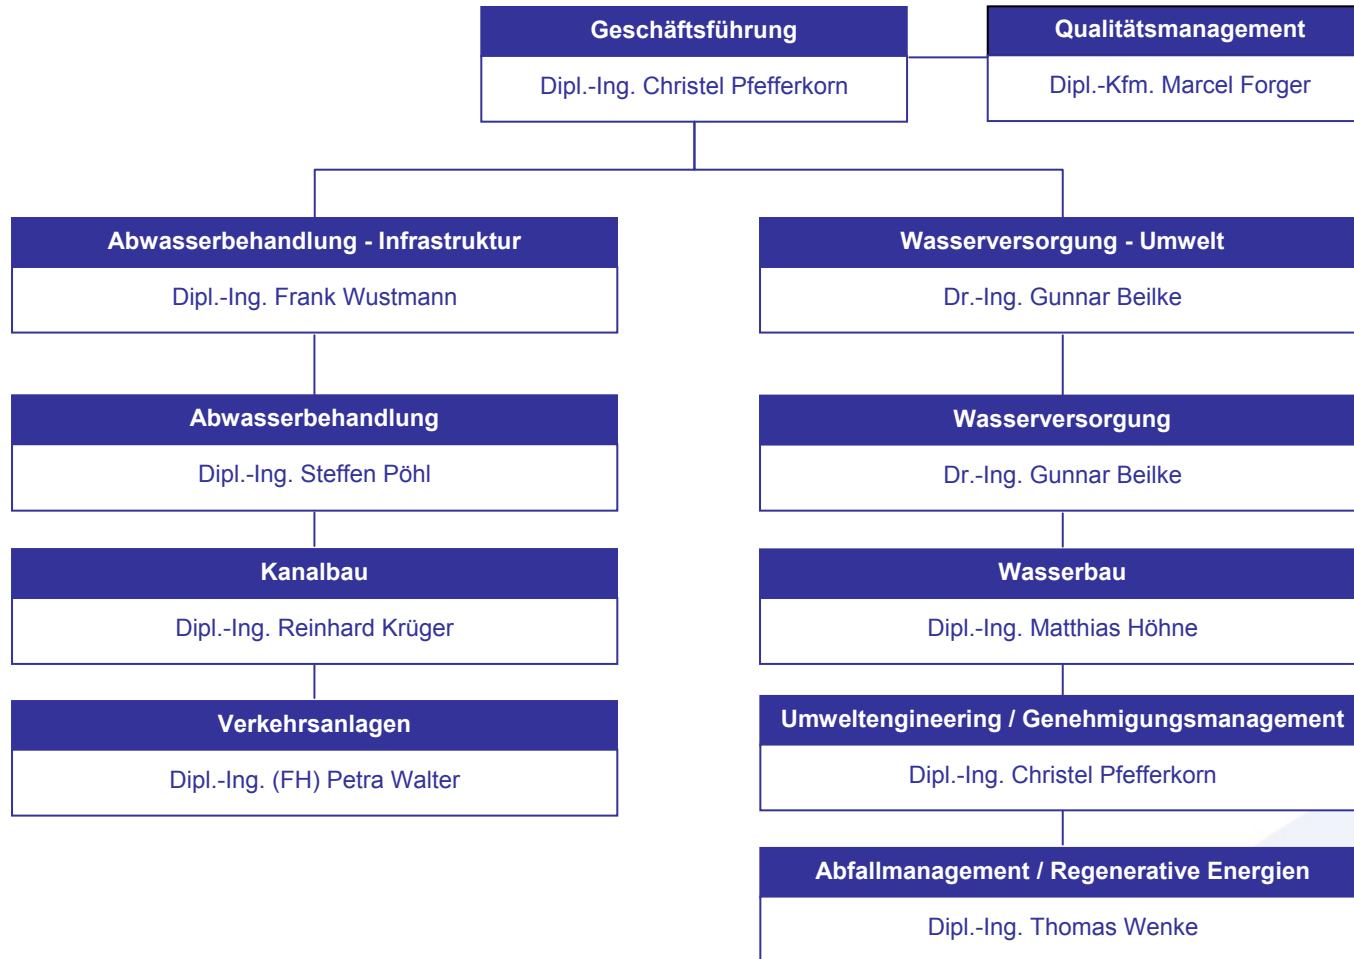 Geschäftsführung
Dipl.-Ing. Christel Pfefferkorn
Qualitätsmanagement
Dipl.-Kfm. Marcel Forger
Abwasserbehandlung - Infrastruktur
Dipl.-Ing. Frank Wustmann
Abwasserbehandlung
Dipl.-Ing. Steffen Pöhl
Kanalbau
Dipl.-Ing. Reinhard Krüger
Verkehrsanlagen
Dipl.-Ing. (FH) Petra Walter
Wasserversorgung - Umwelt
Dr.-Ing. Gunnar Beilke
Wasserversorgung
Dr.-Ing. Gunnar Beilke
Wasserbau
Dipl.-Ing. Matthias Höhne
Umweltengineering / Genehmigungsmanagement
Dipl.-Ing. Christel Pfefferkorn
Abfallmanagement / Regenerative Energien
Dipl.-Ing. Thomas Wenke